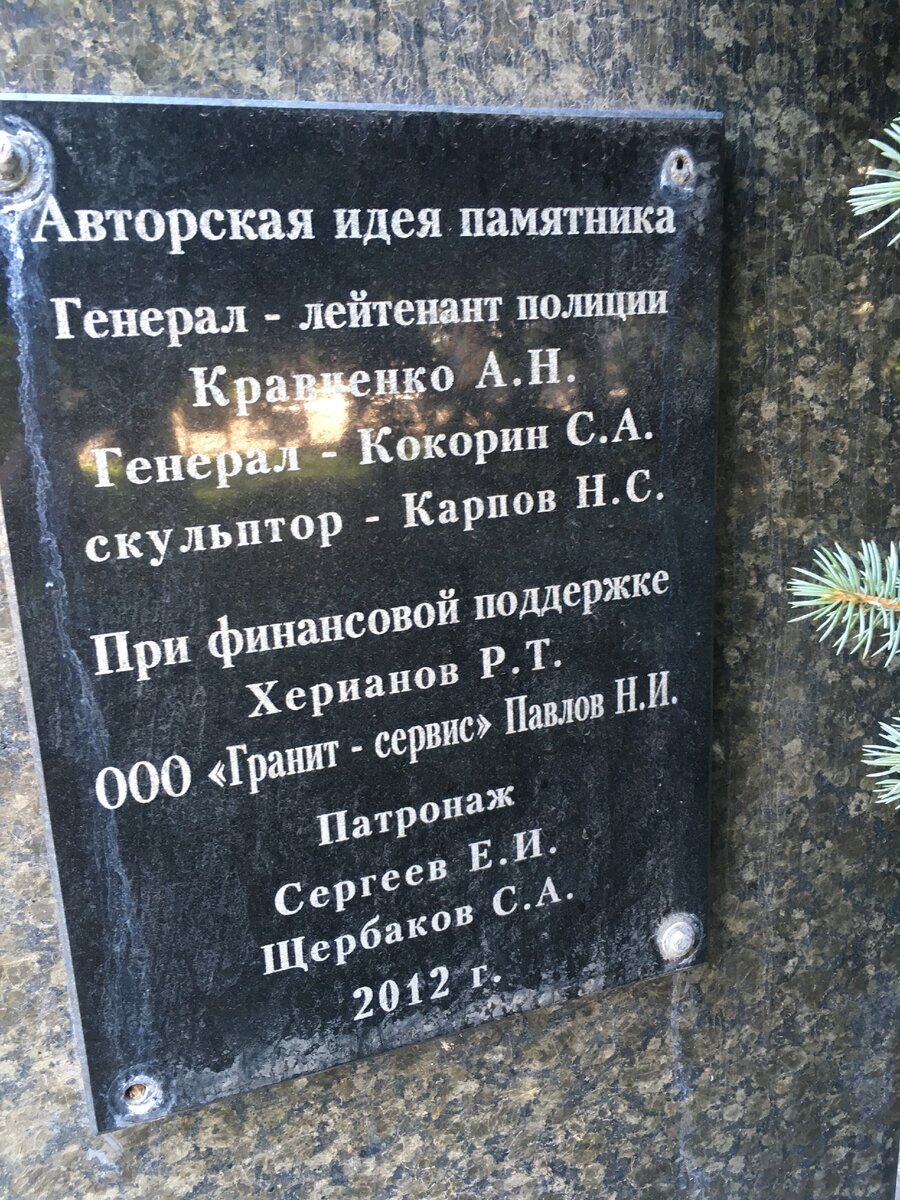 Авторская идея памятника
Генерал - лейтенант полиции
Кравченко А.Н.
Генерал - Кокорин С.А.
скульптор - Карпов Н.С.
При финансовой поддержке
Херианов Р.Т.
ООО «Гранит - сервис» Павлов Н.И.
Патронаж
Сергеев Е.И.
Щербаков С.А.
2012 г.